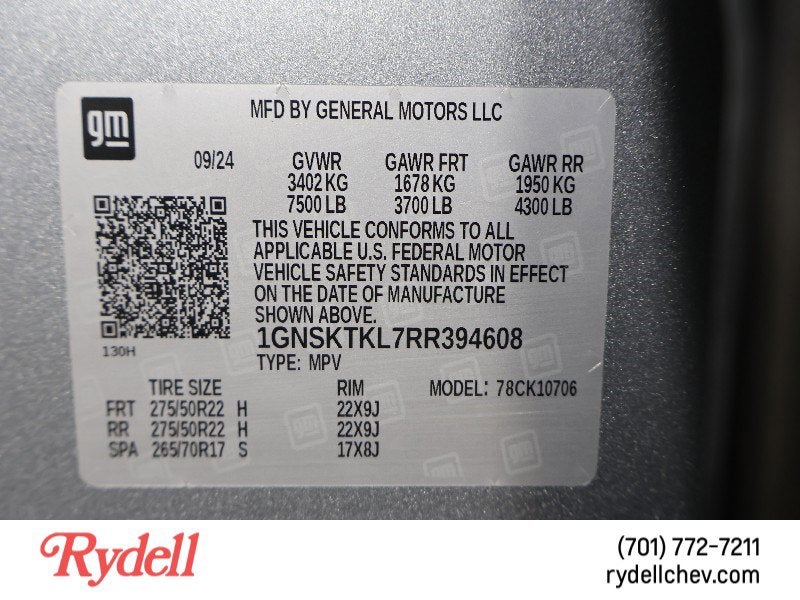 gm
MFD BY GENERAL MOTORS LLC
09/24 GVWR GAWR FRT GAWR RR
3402 KG 1678 KG 1950 KG
7500 LB 3700 LB 4300 LB
THIS VEHICLE CONFORMS TO ALL
APPLICABLE U.S. FEDERAL MOTOR
VEHICLE SAFETY STANDARDS IN EFFECT
ON THE DATE OF MANUFACTURE
SHOWN ABOVE.
130H
1GNSKTKL7RR394608
TYPE: MPV
TIRE SIZE RIM MODEL: 78CK10706
FRT 275/50R22 H 22X9J
RR 275/50R22 H 22X9J
SPA 265/70R17 S 17X8J
Rydell
(701) 772-7211
rydellchev.com